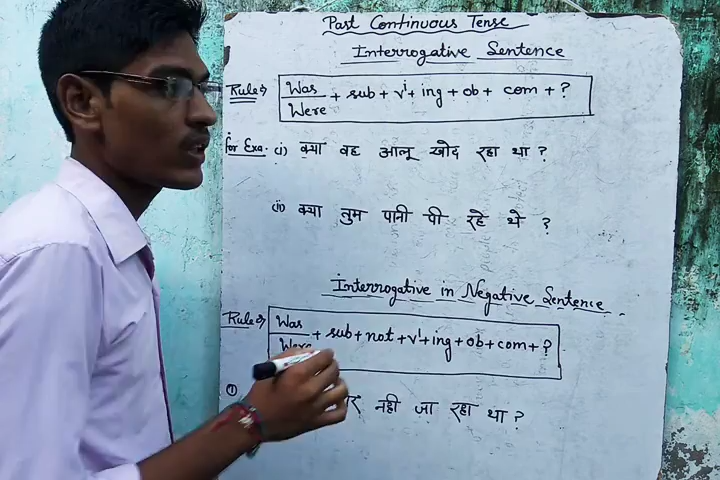 Past Continuous Tense
Interrogative Sentence
Rule⇒ Was
Were + sub + v¹ + ing + ob + com + ?
for Exa. (i) क्या वह आलू खोद रहा था ?
(ii) क्या तुम पानी पी रहे थे ?
Interrogative in Negative Sentence
Rule⇒ Was
Were + sub + not + v¹ + ing + ob + com + ?
① नही जा रहा था ?